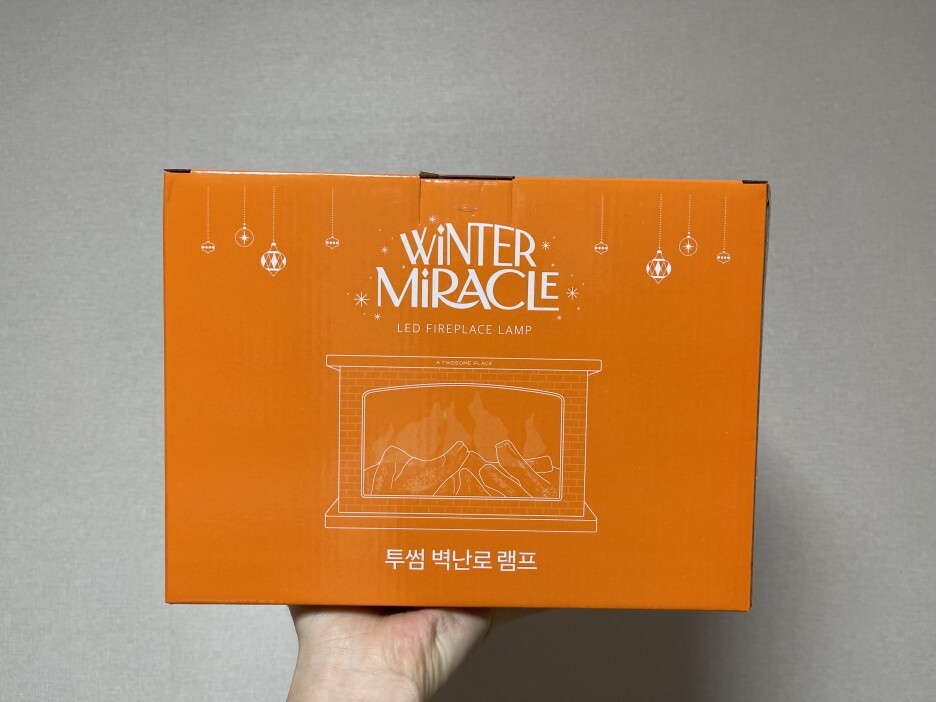 WiNTER
MiRACLE
LED FIREPLACE LAMP
A TWOSOME PLACE
투썸 벽난로 램프